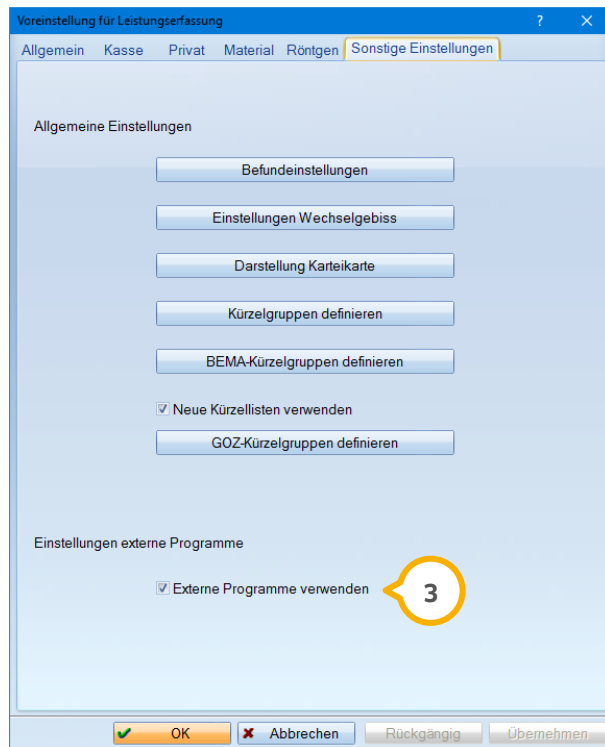 Voreinstellung für Leistungserfassung ?
Allgemein Kasse Privat Material Röntgen Sonstige Einstellungen
Allgemeine Einstellungen
Befundeinstellungen
Einstellungen Wechselgebiss
Darstellung Karteikarte
Kürzelgruppen definieren
BEMA-Kürzelgruppen definieren
Neue Kürzellisten verwenden
GOZ-Kürzelgruppen definieren
Einstellungen externe Programme
Externe Programme verwenden 3
OK Abbrechen Rückgängig Übernehmen